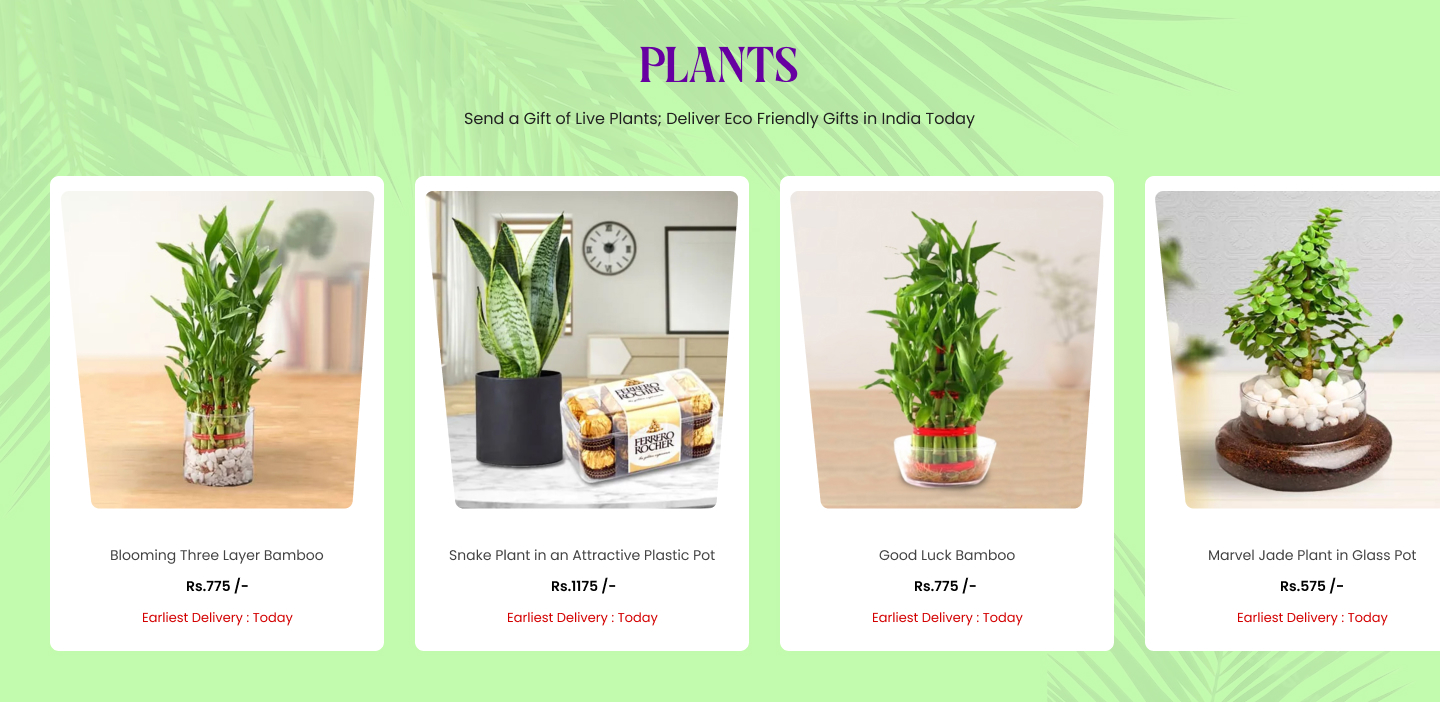 PLANTS
Send a Gift of Live Plants; Deliver Eco Friendly Gifts in India Today
FERRERO
ROCHER
FERRERO
ROCHER
Blooming Three Layer Bamboo
Rs.775 /-
Earliest Delivery : Today
Snake Plant in an Attractive Plastic Pot
Rs.1175 /-
Earliest Delivery : Today
Good Luck Bamboo
Rs.775 /-
Earliest Delivery : Today
Marvel Jade Plant in Glass Pot
Rs.575 /-
Earliest Delivery : Today